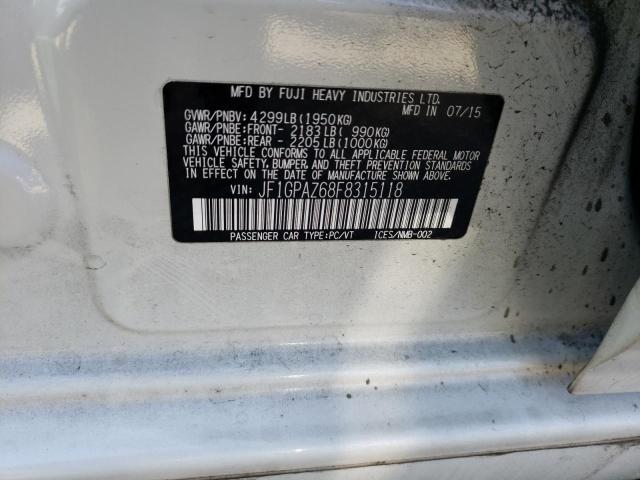 MFD BY FUJI HEAVY INDUSTRIES LTD.
MFD IN 07/15
GVWR/PNBV: 4299LB(1950KG)
GAWR/PNBE:FRONT- 2183LB( 990KG)
GAWR/PNBE:REAR - 2205LB(1000KG)
THIS VEHICLE CONFORMS TO ALL APPLICABLE FEDERAL MOTOR
VEHICLE SAFETY, BUMPER, AND THEFT PREVENTION STANDARDS
IN EFFECT ON THE DATE OF MANUFACTURE SHOWN ABOVE.
VIN: JF1GPAZ68F8315118
PASSENGER CAR TYPE:PC/VT ICES/NMB-002